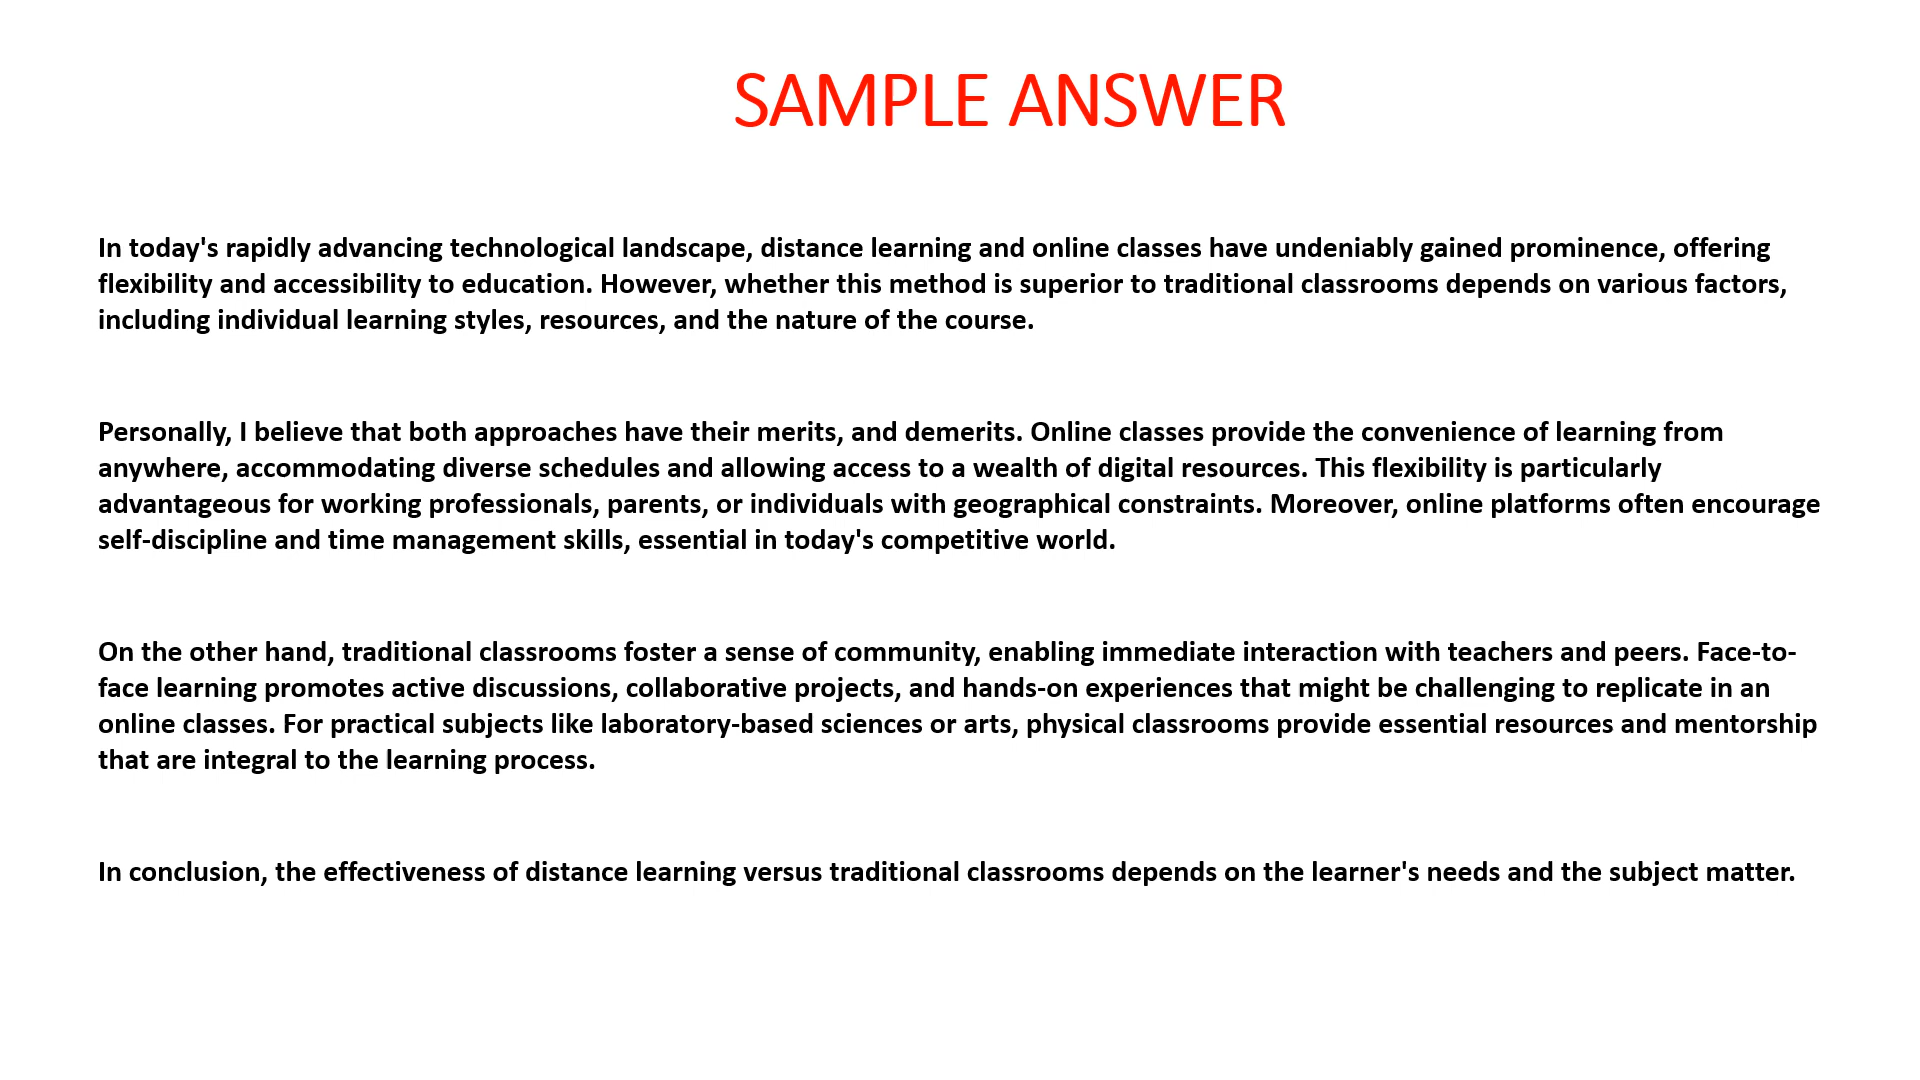 SAMPLE ANSWER
In today's rapidly advancing technological landscape, distance learning and online classes have undeniably gained prominence, offering
flexibility and accessibility to education. However, whether this method is superior to traditional classrooms depends on various factors,
including individual learning styles, resources, and the nature of the course.
Personally, I believe that both approaches have their merits, and demerits. Online classes provide the convenience of learning from
anywhere, accommodating diverse schedules and allowing access to a wealth of digital resources. This flexibility is particularly
advantageous for working professionals, parents, or individuals with geographical constraints. Moreover, online platforms often encourage
self-discipline and time management skills, essential in today's competitive world.
On the other hand, traditional classrooms foster a sense of community, enabling immediate interaction with teachers and peers. Face-to-
face learning promotes active discussions, collaborative projects, and hands-on experiences that might be challenging to replicate in an
online classes. For practical subjects like laboratory-based sciences or arts, physical classrooms provide essential resources and mentorship
that are integral to the learning process.
In conclusion, the effectiveness of distance learning versus traditional classrooms depends on the learner's needs and the subject matter.